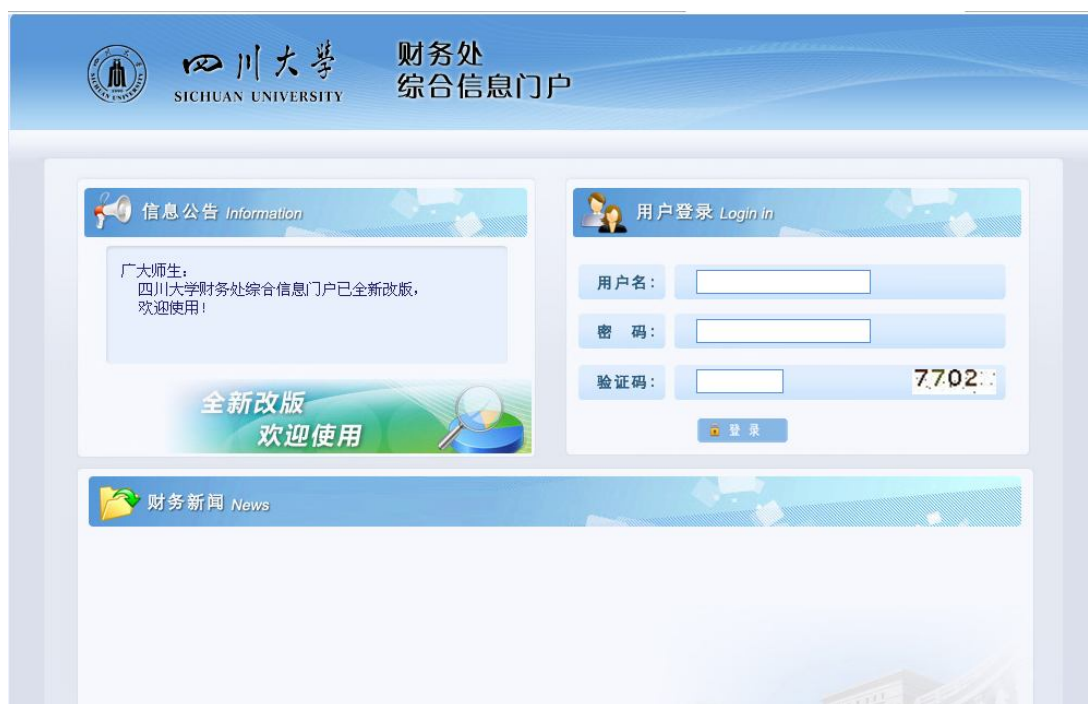 四川大学
SICHUAN UNIVERSITY
财务处
综合信息门户
信息公告 Information
广大师生：
四川大学财务处综合信息门户已全新改版，
欢迎使用！
全新改版
欢迎使用
用户登录 Login in
用户名：
密 码：
验证码：
7702
登 录
财务新闻 News